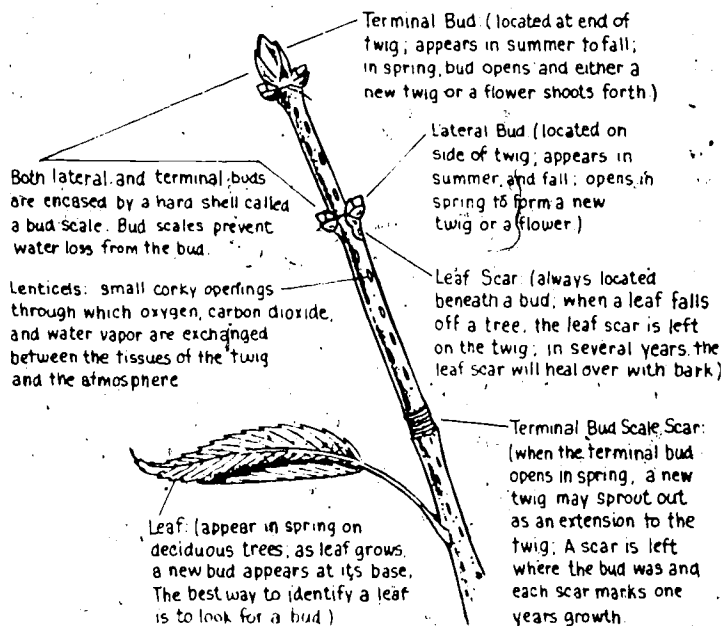 Terminal Bud: (located at end of
twig; appears in summer to fall;
in spring, bud opens and either a
new twig or a flower shoots forth.)
Lateral Bud (located on
side of twig; appears in
summer and fall; opens in
spring to form a new
twig or a flower.)
Both lateral and terminal buds
are encased by a hard shell called
a bud scale. Bud scales prevent
water loss from the bud.
Lenticels: small corky openings
through which oxygen, carbon dioxide,
and water vapor are exchanged
between the tissues of the twig
and the atmosphere
Leaf Scar: (always located
beneath a bud; when a leaf falls
off a tree, the leaf scar is left
on the twig; in several years, the
leaf scar will heal over with bark)
Terminal Bud Scale Scar:
(when the terminal bud
opens in spring, a new
twig may sprout out
as an extension to the
twig; A scar is left
where the bud was and
each scar marks one
years growth.
Leaf: (appear in spring on
deciduous trees; as leaf grows,
a new bud appears at its base.
The best way to identify a leaf
is to look for a bud)